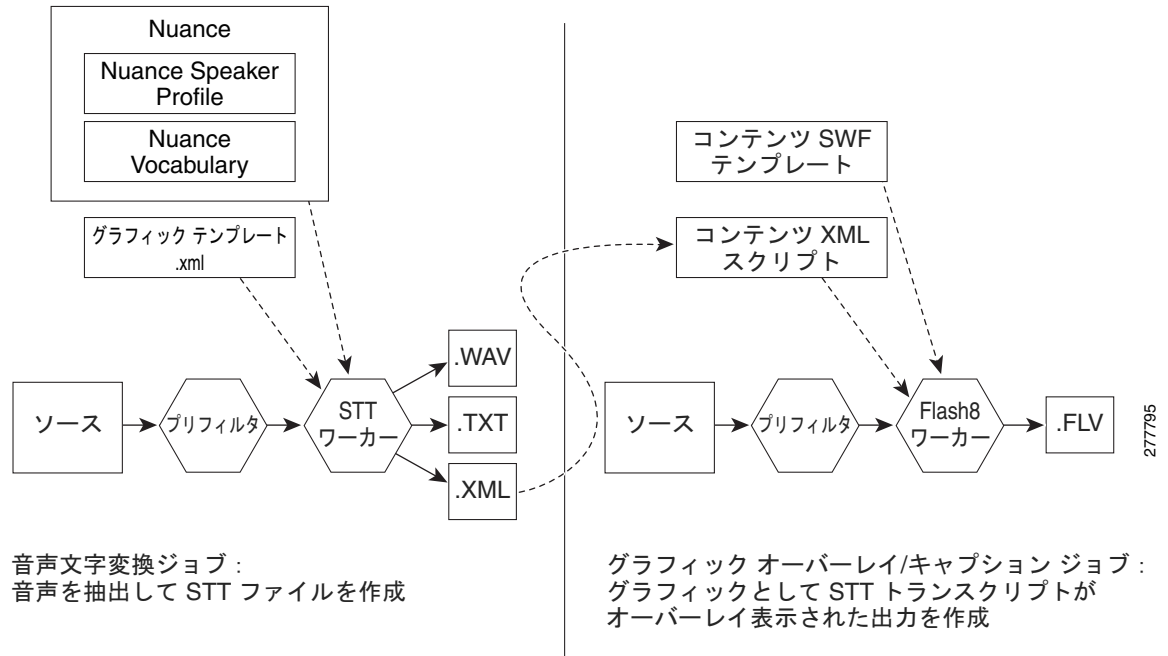 Nuance
Nuance Speaker
Profile
Nuance
Vocabulary
グラフィック テンプレート
.xml
ソース
プリフィルタ
STT
ワーカー
.WAV
.TXT
.XML
音声文字変換ジョブ：
音声を抽出して STT ファイルを作成
コンテンツ SWF
テンプレート
コンテンツ XML
スクリプト
ソース
プリフィルタ
Flash8
ワーカー
.FLV
277795
グラフィック オーバーレイ/キャプション ジョブ：
グラフィックとして STT トランスクリプトが
オーバーレイ表示された出力を作成